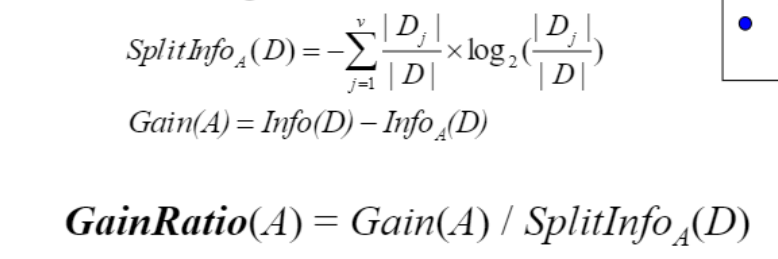 SplitInfo_A(D) = −∑_{j=1}^{v} |D_j| / |D| × log_2(|D_j| / |D|)
Gain(A) = Info(D) − Info_A(D)
GainRatio(A) = Gain(A) / SplitInfo_A(D)